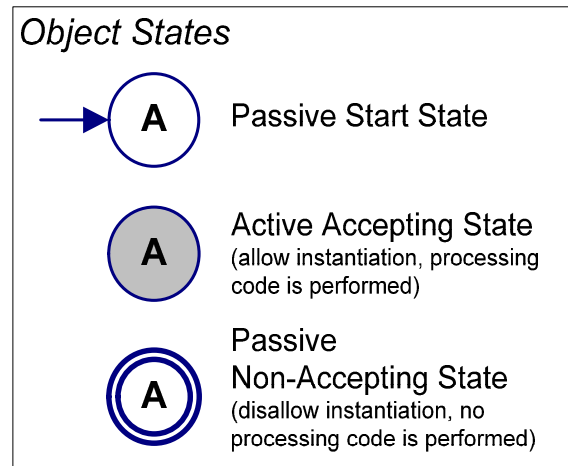 Object States
A
Passive Start State
A
Active Accepting State
(allow instantiation, processing
code is performed)
A
Passive
Non-Accepting State
(disallow instantiation, no
processing code is performed)